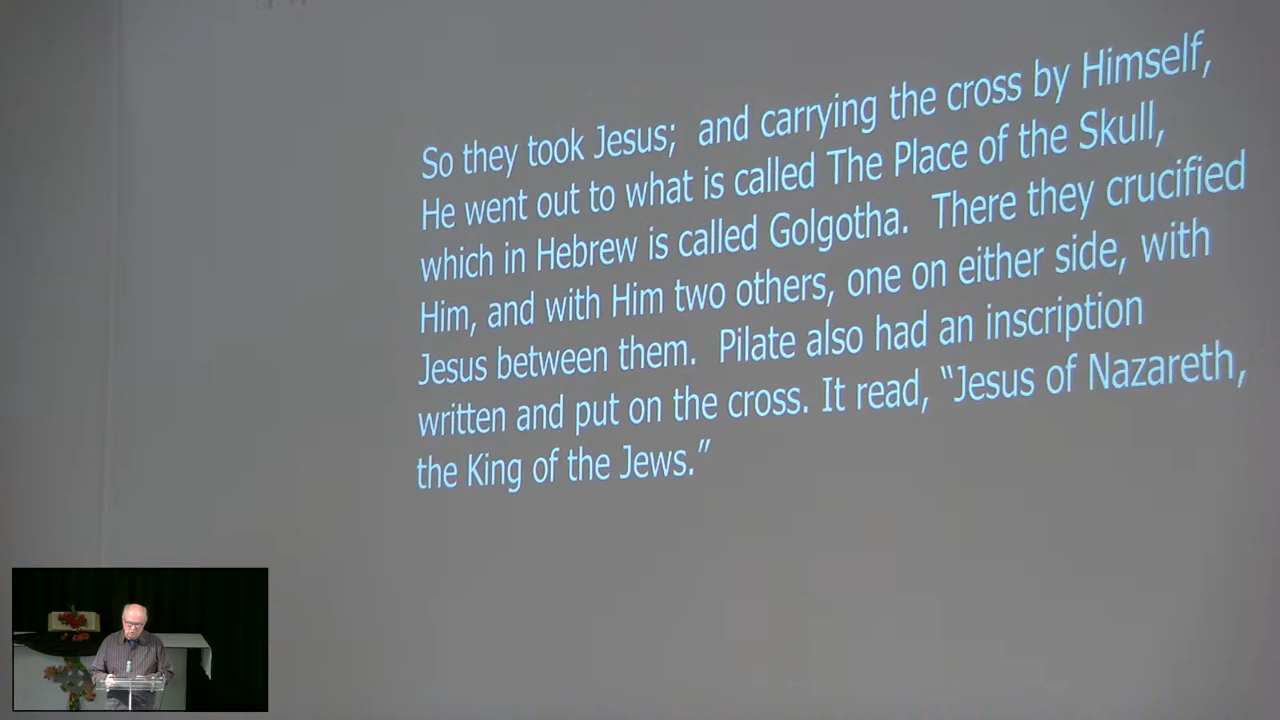 So they took Jesus;  and carrying the cross by Himself,
He went out to what is called The Place of the Skull,
which in Hebrew is called Golgotha.  There they crucified
Him, and with Him two others, one on either side, with
Jesus between them.  Pilate also had an inscription
written and put on the cross. It read, “Jesus of Nazareth,
the King of the Jews.”